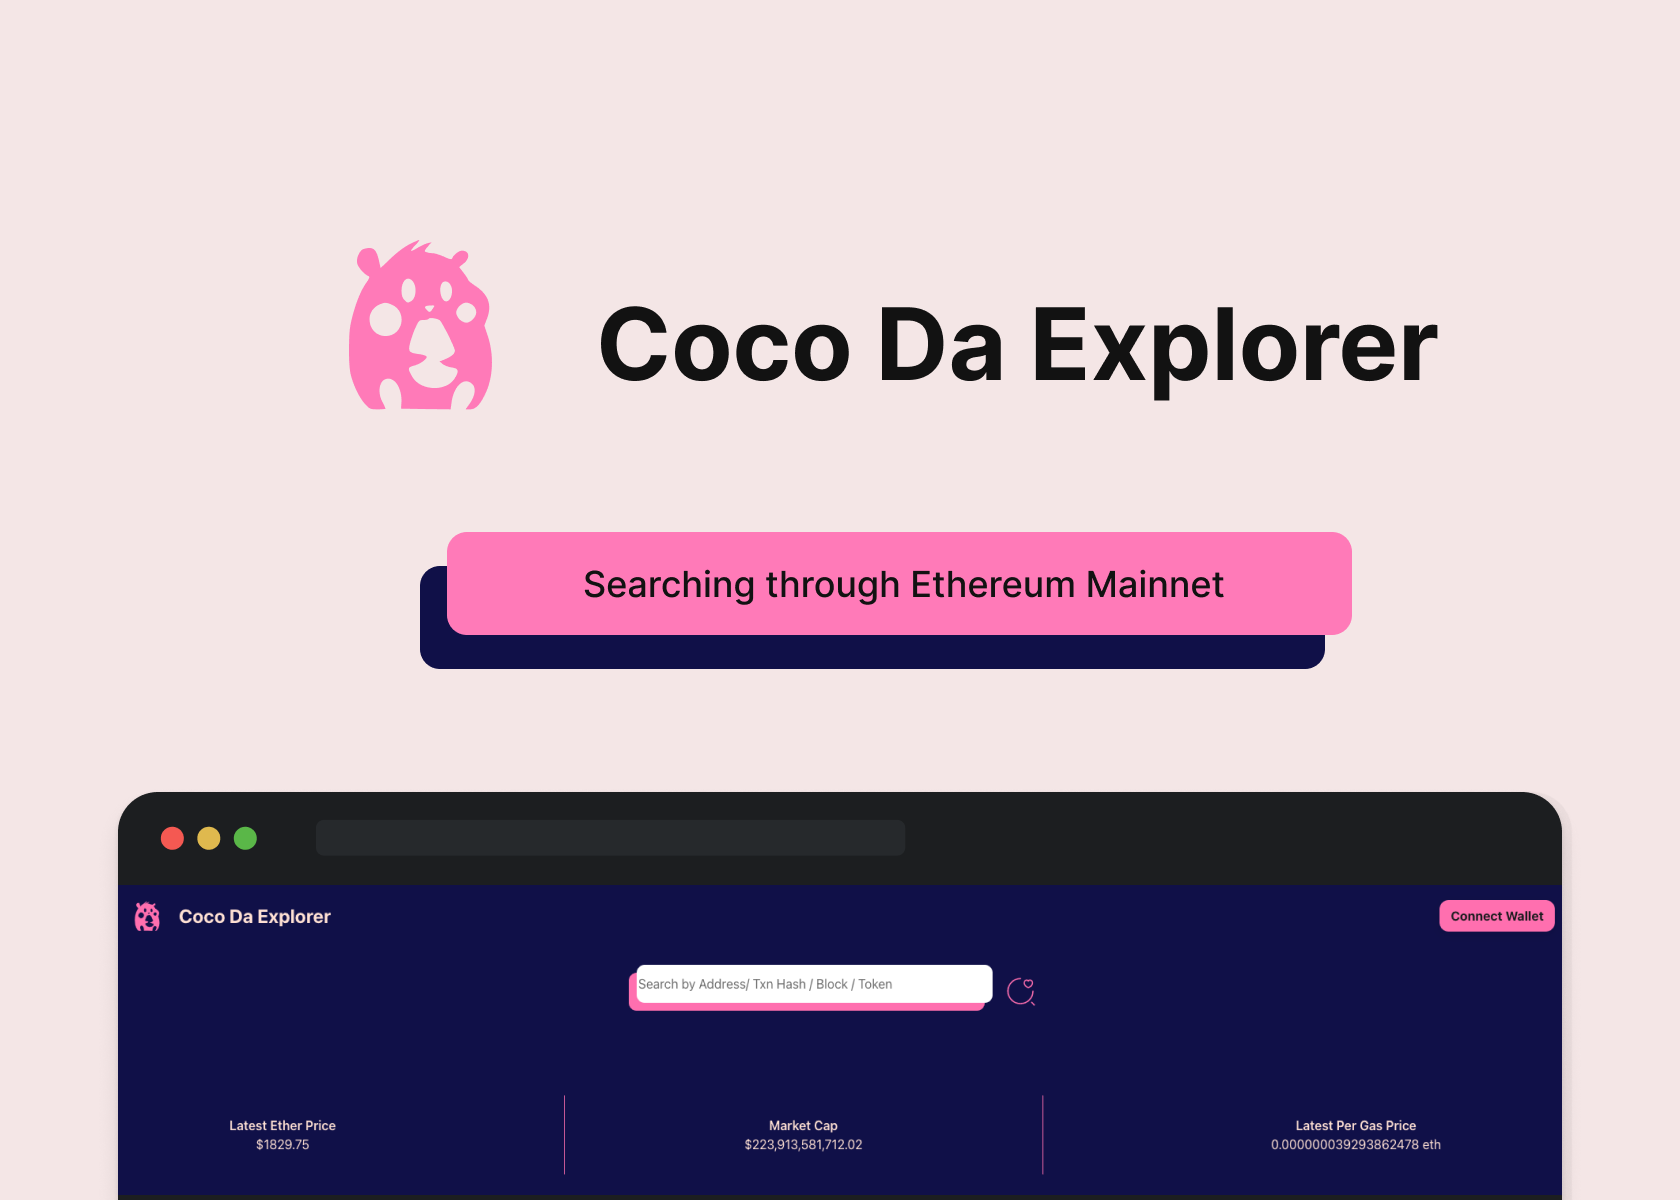 Coco Da Explorer
Searching through Ethereum Mainnet
Coco Da Explorer
Connect Wallet
Search by Address/ Txn Hash / Block / Token
Latest Ether Price
$1829.75
Market Cap
$223,913,581,712.02
Latest Per Gas Price
0.000000039293862478 eth